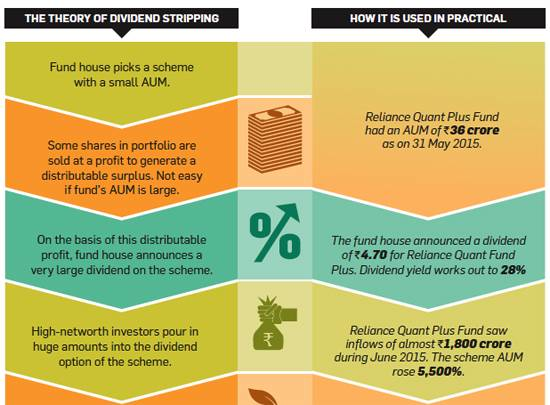 THE THEORY OF DIVIDEND STRIPPING
HOW IT IS USED IN PRACTICAL
Fund house picks a scheme
with a small AUM.
Some shares in portfolio are
sold at a profit to generate a
distributable surplus. Not easy
if fund's AUM is large.
Reliance Quant Plus Fund
had an AUM of ₹36 crore
as on 31 May 2015.
On the basis of this distributable
profit, fund house announces a
very large dividend on the scheme.
%
The fund house announced a dividend
of ₹4.70 for Reliance Quant Fund
Plus. Dividend yield works out to 28%
High-networth investors pour in
huge amounts into the dividend
option of the scheme.
₹
Reliance Quant Plus Fund saw
inflows of almost ₹1,800 crore
during June 2015. The scheme AUM
rose 5,500%.